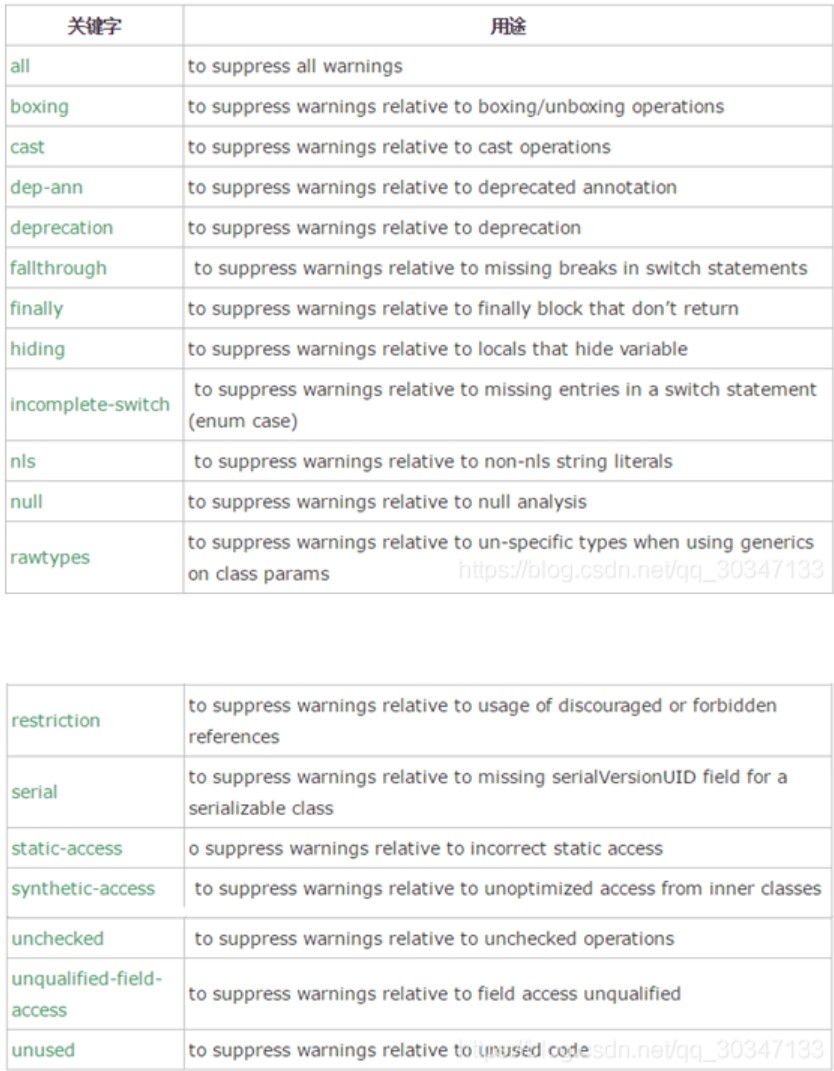 关键字 用途
all to suppress all warnings
boxing to suppress warnings relative to boxing/unboxing operations
cast to suppress warnings relative to cast operations
dep-ann to suppress warnings relative to deprecated annotation
deprecation to suppress warnings relative to deprecation
fallthrough to suppress warnings relative to missing breaks in switch statements
finally to suppress warnings relative to finally block that don’t return
hiding to suppress warnings relative to locals that hide variable
incomplete-switch to suppress warnings relative to missing entries in a switch statement
(enum case)
nls to suppress warnings relative to non-nls string literals
null to suppress warnings relative to null analysis
rawtypes to suppress warnings relative to un-specific types when using generics
on class params
https://blog.csdn.net/qq_30347133
restriction to suppress warnings relative to usage of discouraged or forbidden
references
serial to suppress warnings relative to missing serialVersionUID field for a
serializable class
static-access o suppress warnings relative to incorrect static access
synthetic-access to suppress warnings relative to unoptimized access from inner classes
unchecked to suppress warnings relative to unchecked operations
unqualified-field-
access to suppress warnings relative to field access unqualified
unused to suppress warnings relative to unused code
https://blog.csdn.net/qq_30347133